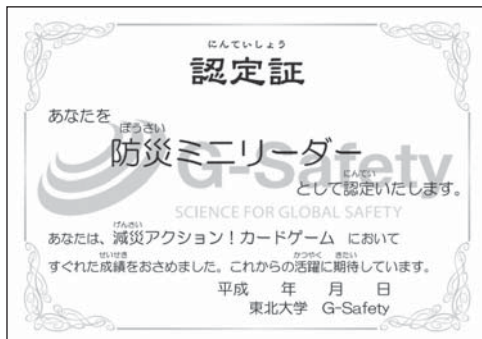 にんていしょう
認定証
あなたを
ぼうさい
防災ミニリーダー
G-Safety
にんてい
として認定いたします。
SCIENCE FOR GLOBAL SAFETY
げんさい
あなたは、減災アクション！カードゲーム において
せいせき かつやく きたい
すぐれた成績をおさめました。これからの活躍に期待しています。
平成 年 月 日
東北大学 G-Safety